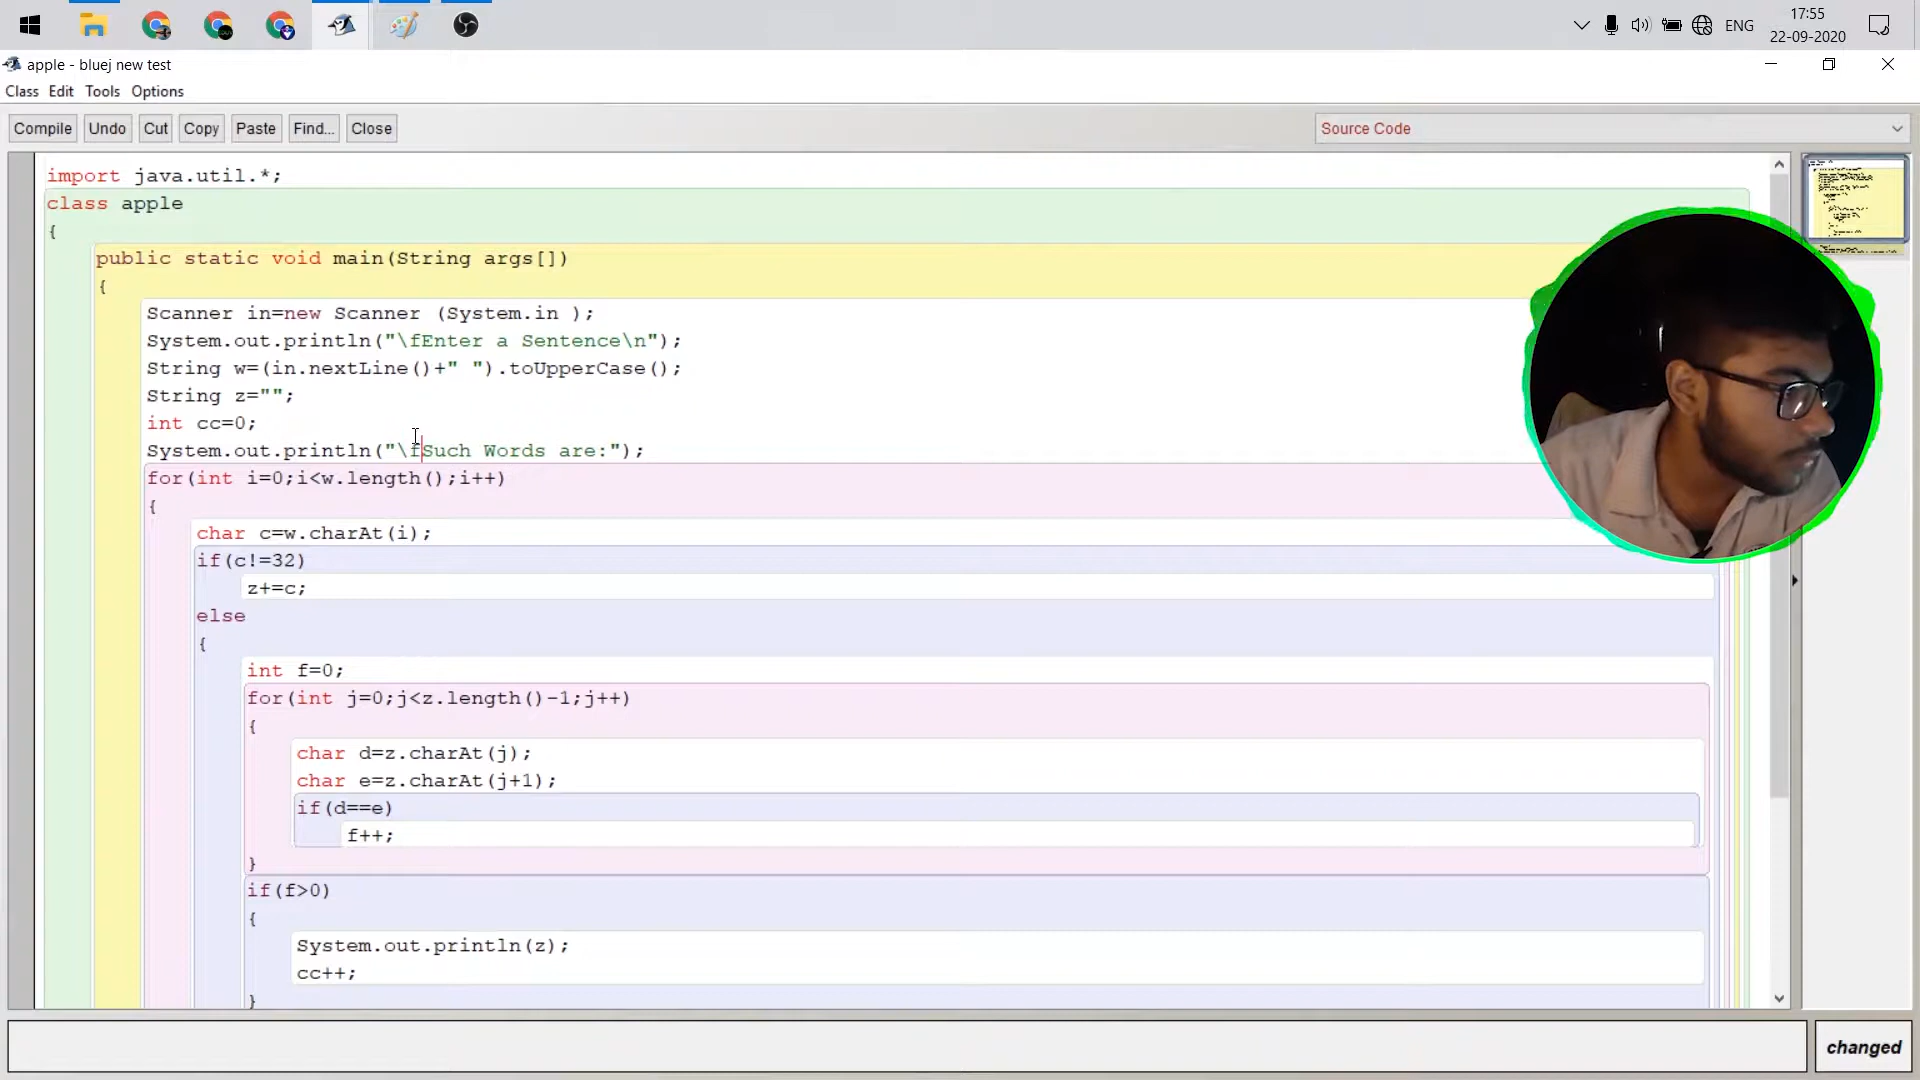 17:55
ENG
22-09-2020
apple - bluej new test
Class Edit Tools Options
Compile Undo Cut Copy Paste Find... Close
Source Code
import java.util.*;
class apple
{
public static void main(String args[])
{
Scanner in=new Scanner (System.in );
System.out.println("\fEnter a Sentence\n");
String w=(in.nextLine()+" ").toUpperCase();
String z="";
int cc=0;
System.out.println("\fSuch Words are:");
for(int i=0;i<w.length();i++)
{
char c=w.charAt(i);
if(c!=32)
z+=c;
else
{
int f=0;
for(int j=0;j<z.length()-1;j++)
{
char d=z.charAt(j);
char e=z.charAt(j+1);
if(d==e)
f++;
}
if(f>0)
{
System.out.println(z);
cc++;
}
changed